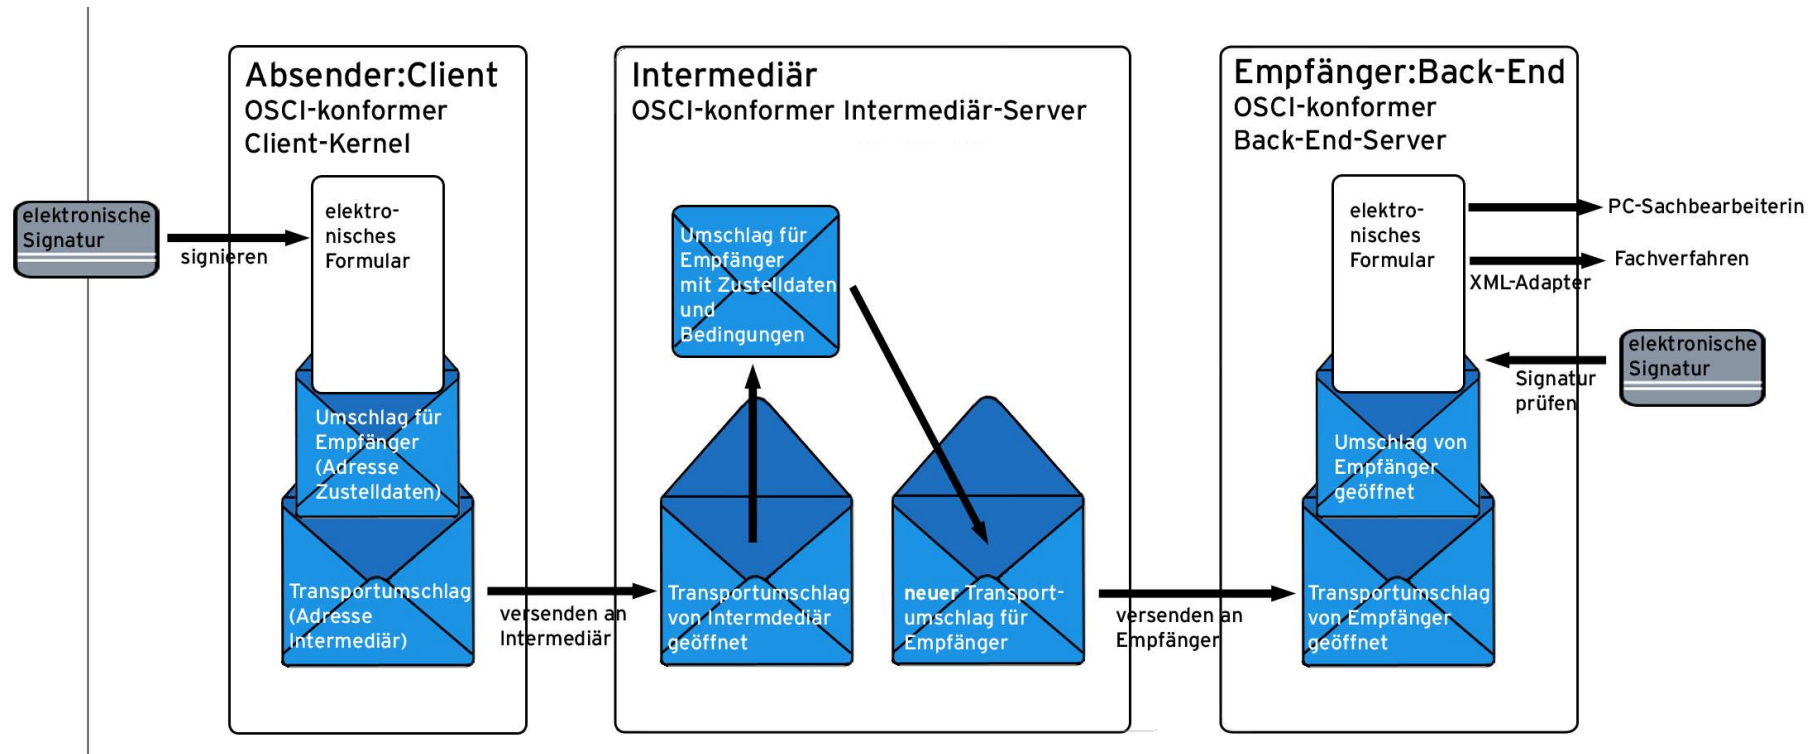 elektronische
Signatur
signieren
Absender:Client
OSCI-konformer
Client-Kernel
elektro-
nisches
Formular
Umschlag für
Empfänger
(Adresse
Zustelldaten)
Transportumschlag
(Adresse
Intermediär)
versenden an
Intermediär
Intermediär
OSCI-konformer Intermediär-Server
Umschlag für
Empfänger
mit Zustelldaten
und
Bedingungen
Transportumschlag
von Intermdediär
geöffnet
neuer Transport-
umschlag für
Empfänger
versenden an
Empfänger
Empfänger:Back-End
OSCI-konformer
Back-End-Server
elektro-
nisches
Formular
Umschlag von
Empfänger
geöffnet
Transportumschlag
von Empfänger
geöffnet
PC-Sachbearbeiterin
Fachverfahren
XML-Adapter
elektronische
Signatur
Signatur
prüfen